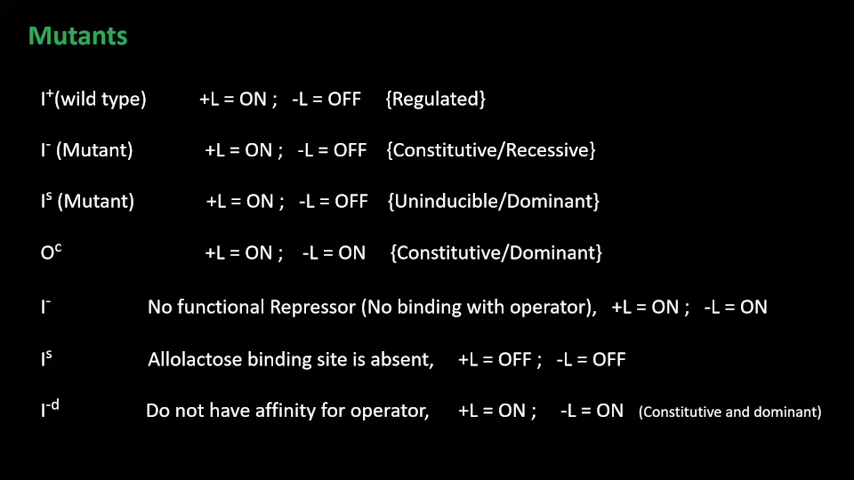 Mutants
I⁺(wild type) +L = ON ; -L = OFF {Regulated}
I⁻ (Mutant) +L = ON ; -L = OFF {Constitutive/Recessive}
Iˢ (Mutant) +L = ON ; -L = OFF {Uninducible/Dominant}
Oᶜ +L = ON ; -L = ON {Constitutive/Dominant}
I⁻ No functional Repressor (No binding with operator), +L = ON ; -L = ON
Iˢ Allolactose binding site is absent, +L = OFF ; -L = OFF
I⁻ᵈ Do not have affinity for operator, +L = ON ; -L = ON (Constitutive and dominant)